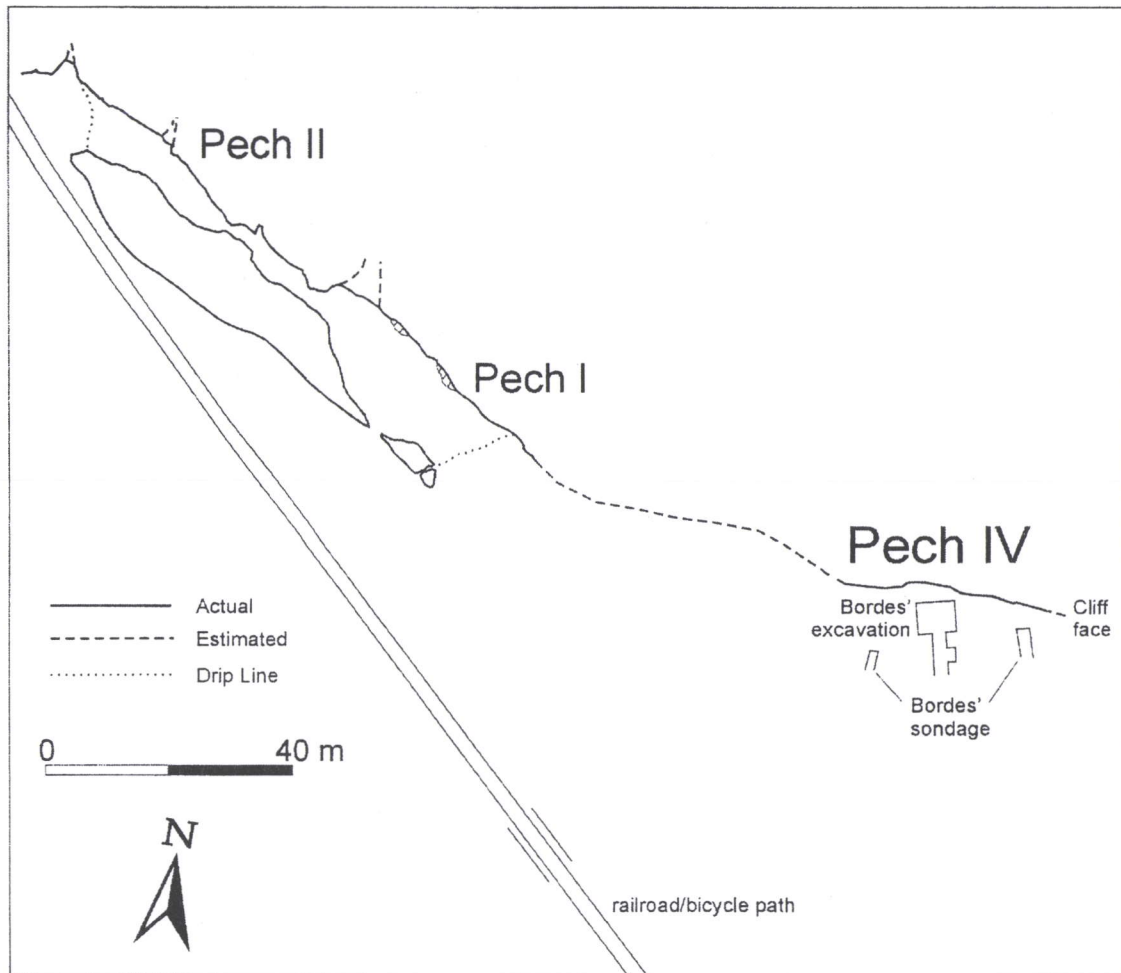 Pech II
Pech I
Pech IV
Bordes'
excavation
Cliff
face
Bordes'
sondage
Actual
Estimated
Drip Line
0 40 m
N
railroad/bicycle path